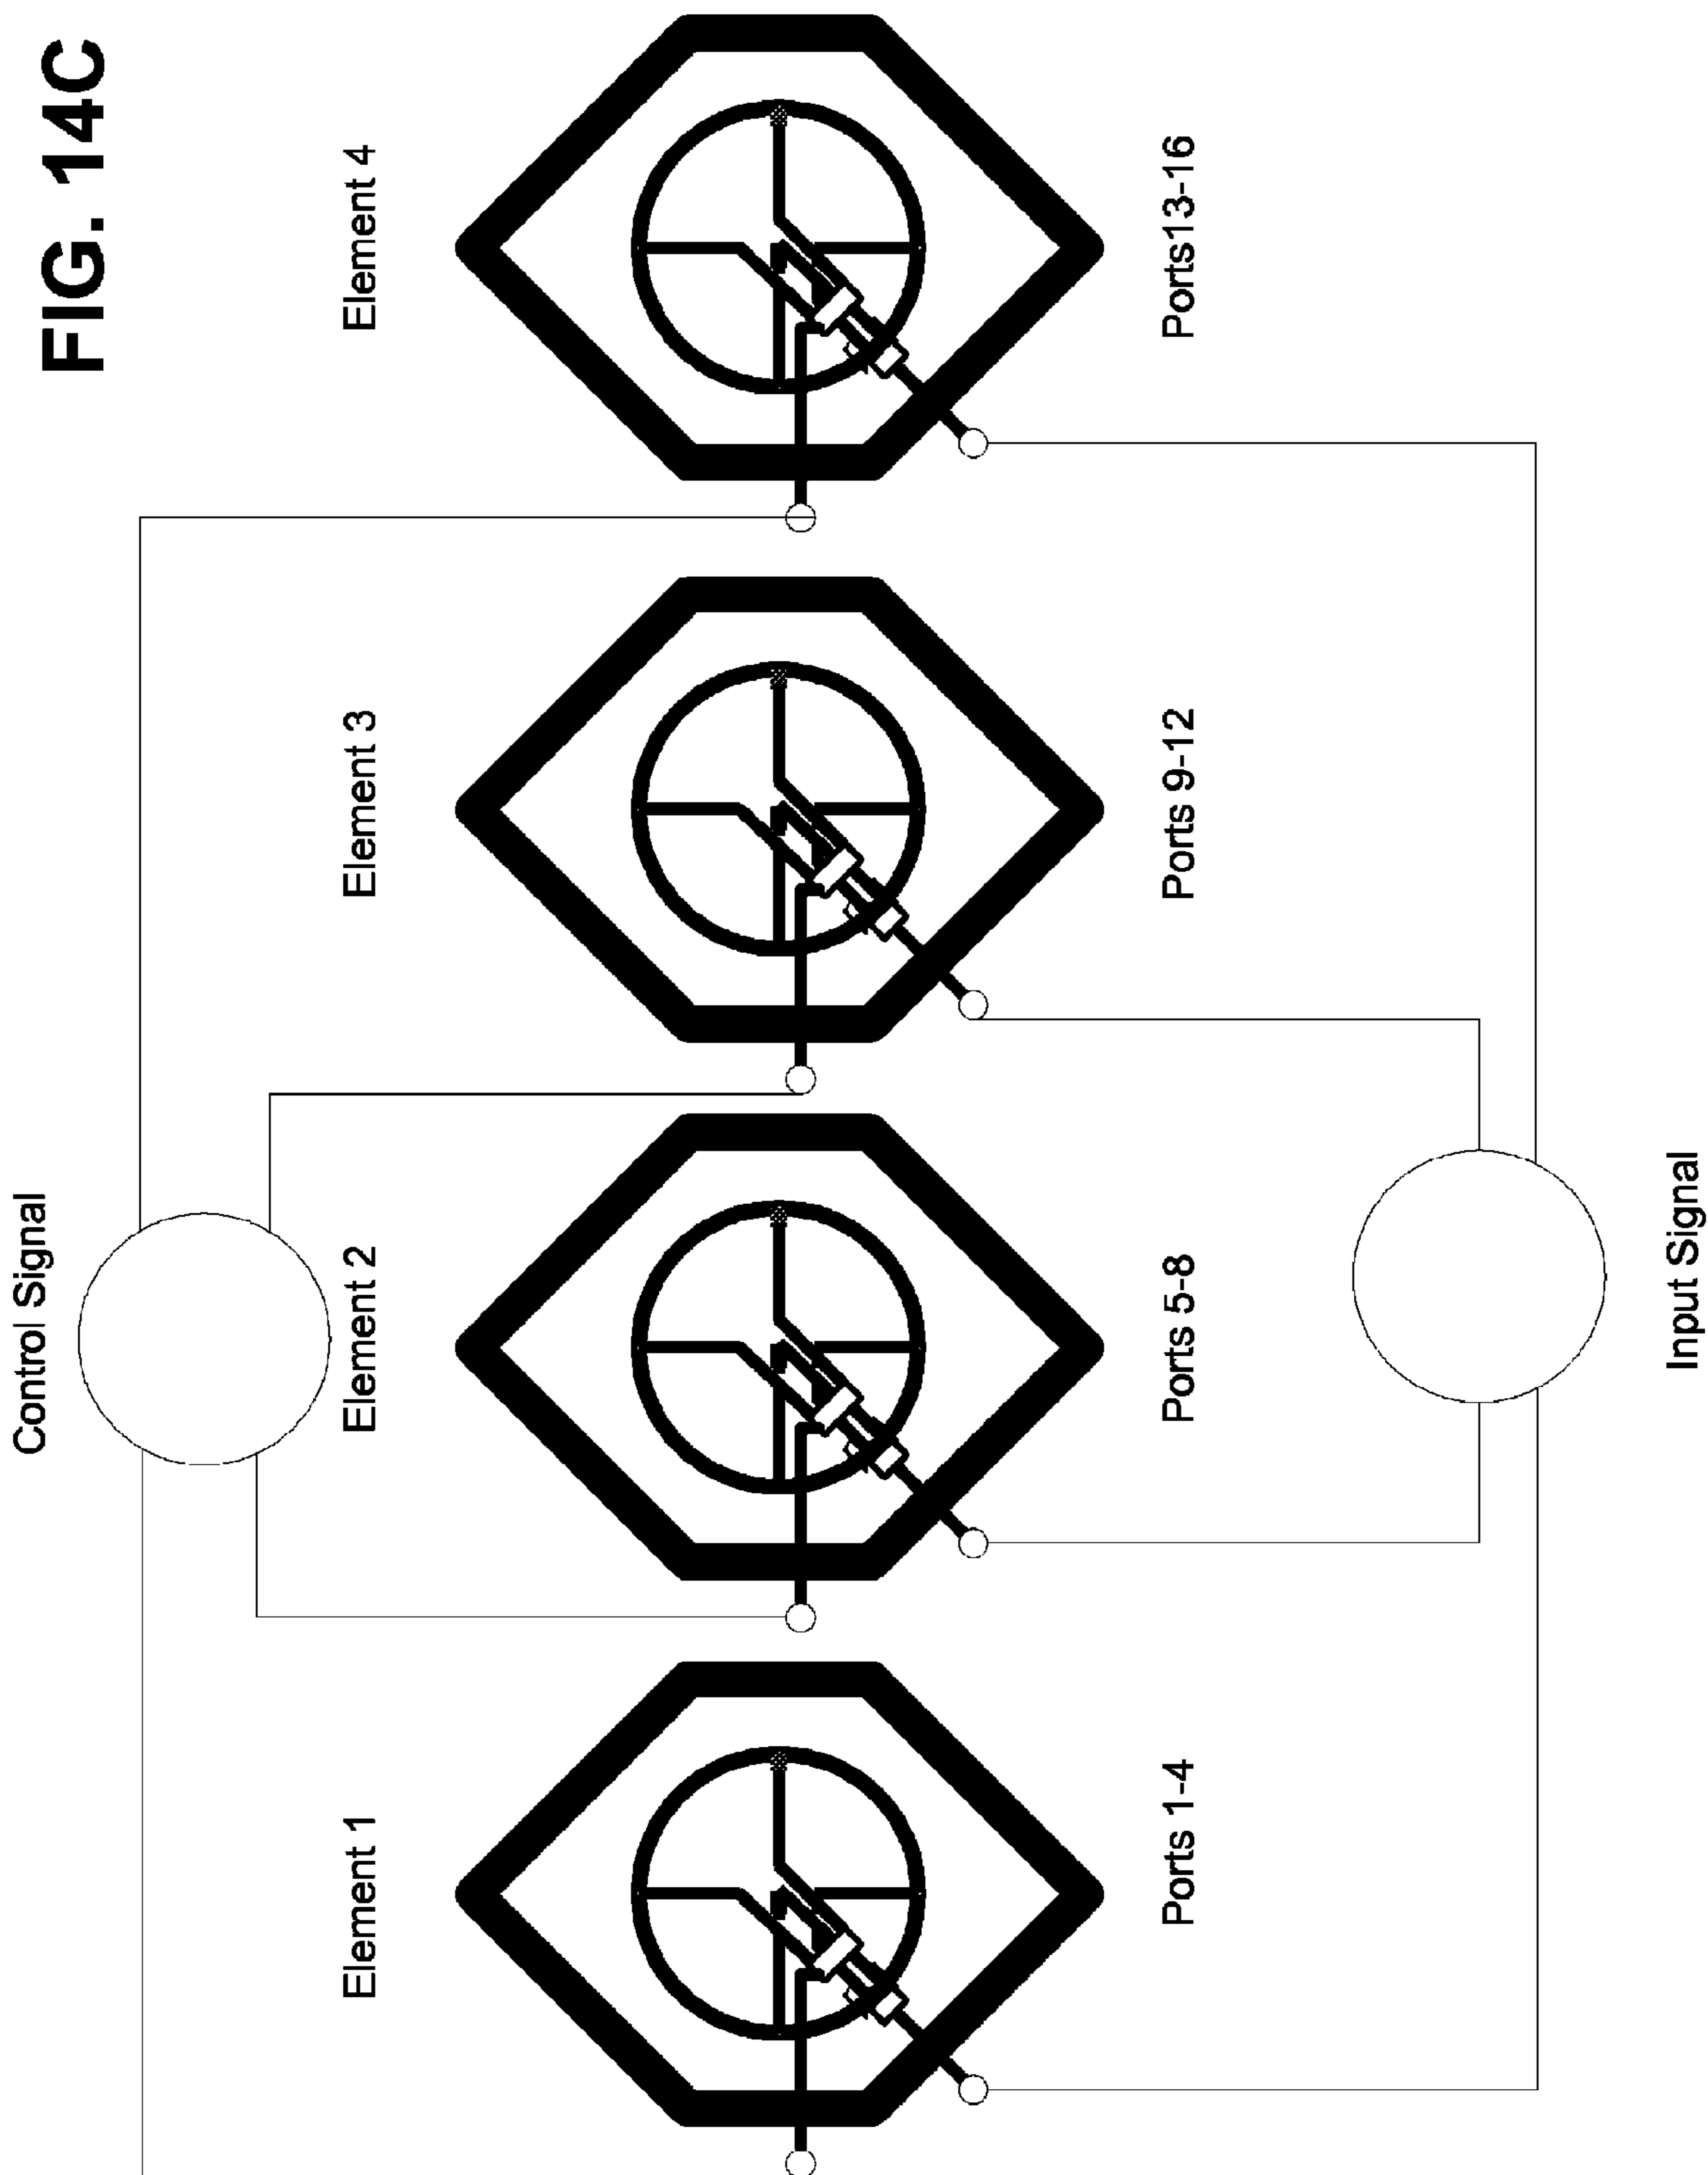 FIG. 14C
Control Signal
Element 1
Element 2
Element 3
Element 4
Ports 1-4
Ports 5-8
Ports 9-12
Ports13-16
Input Signal